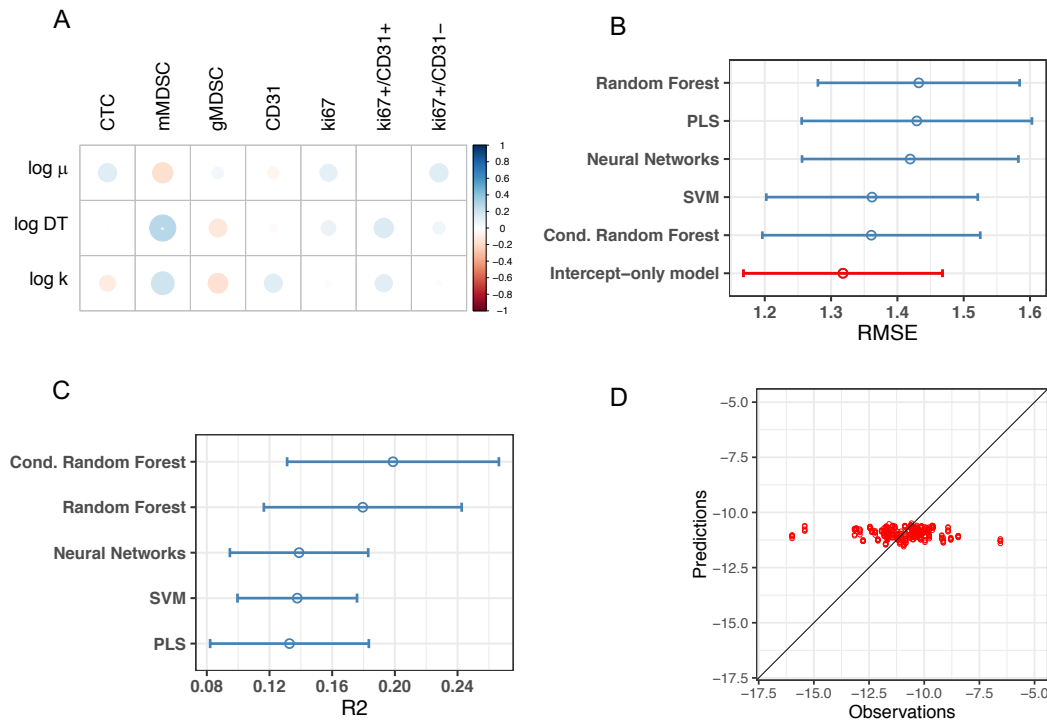 A
CTC
mMDSC
gMDSC
CD31
ki67
ki67+/CD31+
ki67+/CD31−
log μ
log DT
log k
1
0.8
0.6
0.4
0.2
0
−0.2
−0.4
−0.6
−0.8
−1
B
Random Forest
PLS
Neural Networks
SVM
Cond. Random Forest
Intercept−only model
1.2 1.3 1.4 1.5 1.6
RMSE
C
Cond. Random Forest
Random Forest
Neural Networks
SVM
PLS
0.08 0.12 0.16 0.20 0.24
R2
D
Predictions
−5.0
−7.5
−10.0
−12.5
−15.0
−17.5
−17.5 −15.0 −12.5 −10.0 −7.5 −5.0
Observations